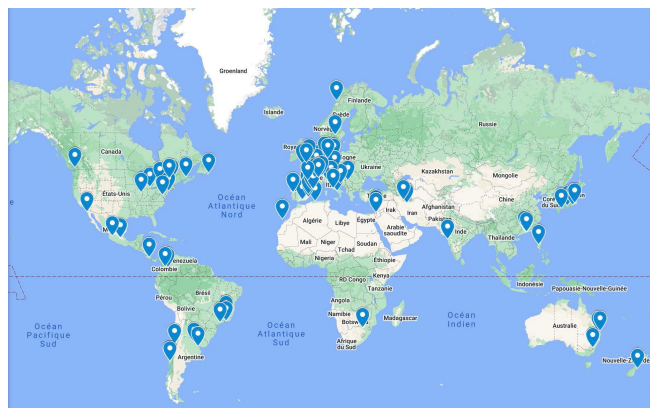 Groenland
Islande
Finlande
Suède
Norvège
Russie
Canada
Ukraine
Kazakhstan
Mongolie
États-Unis
Océan
Atlantique
Nord
Chine
Afghanistan
Irak
Iran
Pakistan
Algérie
Libye
Égypte
Arabie
saoudite
Inde
Mali
Niger
Tchad
Soudan
Thaïlande
Venezuela
Colombie
Nigeria
Éthiopie
Kenya
RD Congo
Tanzanie
Indonésie
Papouasie-Nouvelle-Guinée
Pérou
Brésil
Bolivie
Angola
Namibie
Botswana
Madagascar
Océan
Indien
Australie
Océan
Pacifique
Sud
Océan
Atlantique
Sud
Afrique
du Sud
Argentine